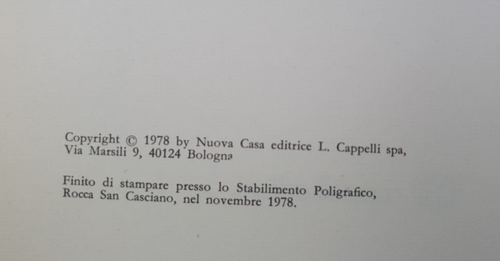 Copyright © 1978 by Nuova Casa editrice L. Cappelli spa,
Via Marsili 9, 40124 Bologna
Finito di stampare presso lo Stabilimento Poligrafico,
Rocca San Casciano, nel novembre 1978.